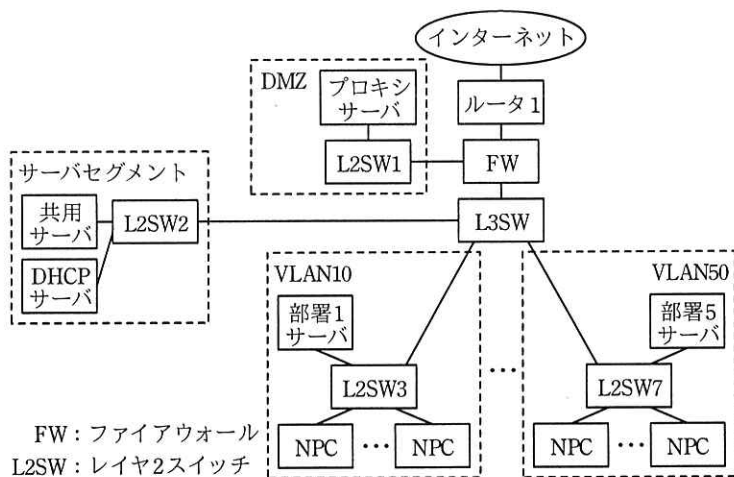 インターネット
DMZ
プロキシ
サーバ
ルータ1
L2SW1
FW
サーバセグメント
共用
サーバ
L2SW2
L3SW
DHCP
サーバ
VLAN10
部署1
サーバ
L2SW3
NPC … NPC
…
VLAN50
部署5
サーバ
L2SW7
NPC … NPC
FW：ファイアウォール
L2SW：レイヤ2スイッチ